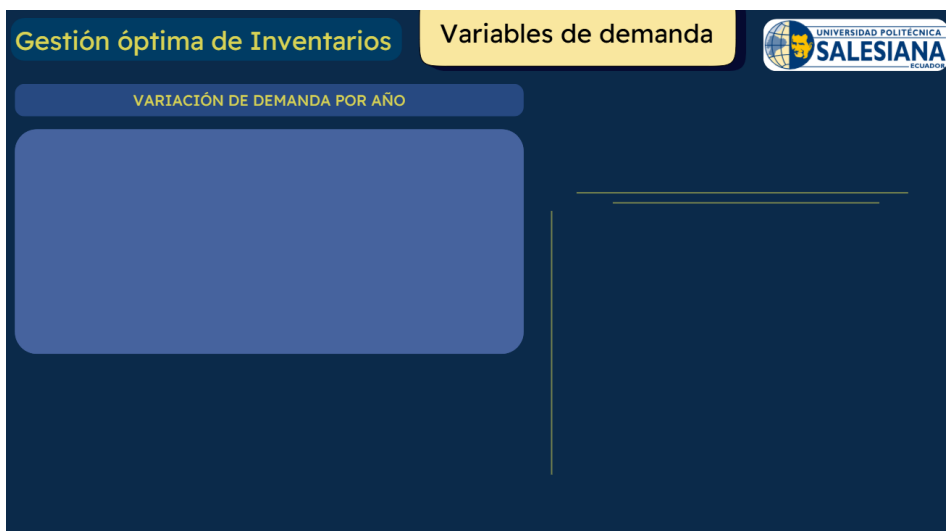 Gestión óptima de Inventarios
Variables de demanda
UNIVERSIDAD POLITÉCNICA
SALESIANA
ECUADOR
VARIACIÓN DE DEMANDA POR AÑO